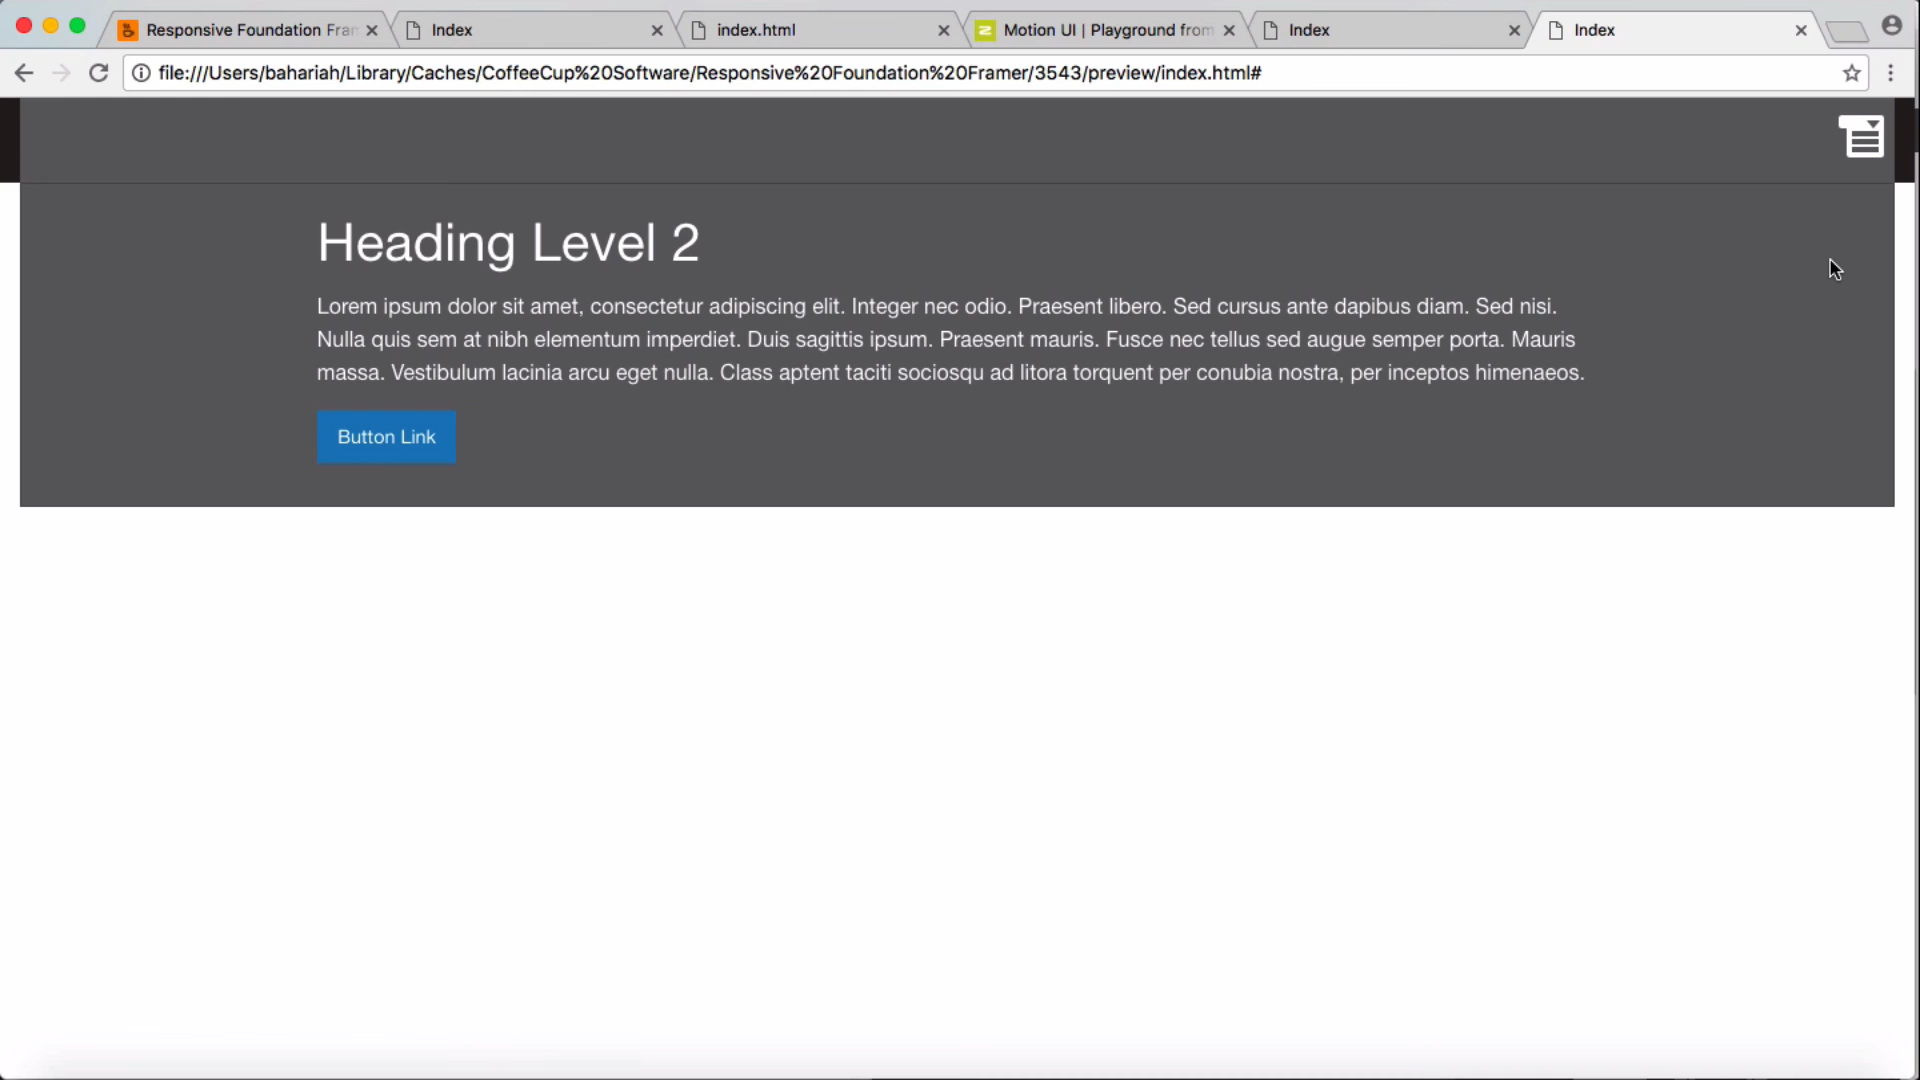 Responsive Foundation Fran
Index
index.html
Motion UI | Playground from
Index
Index
file:///Users/bahariah/Library/Caches/CoffeeCup%20Software/Responsive%20Foundation%20Framer/3543/preview/index.html#
Heading Level 2
Lorem ipsum dolor sit amet, consectetur adipiscing elit. Integer nec odio. Praesent libero. Sed cursus ante dapibus diam. Sed nisi.
Nulla quis sem at nibh elementum imperdiet. Duis sagittis ipsum. Praesent mauris. Fusce nec tellus sed augue semper porta. Mauris
massa. Vestibulum lacinia arcu eget nulla. Class aptent taciti sociosqu ad litora torquent per conubia nostra, per inceptos himenaeos.
Button Link